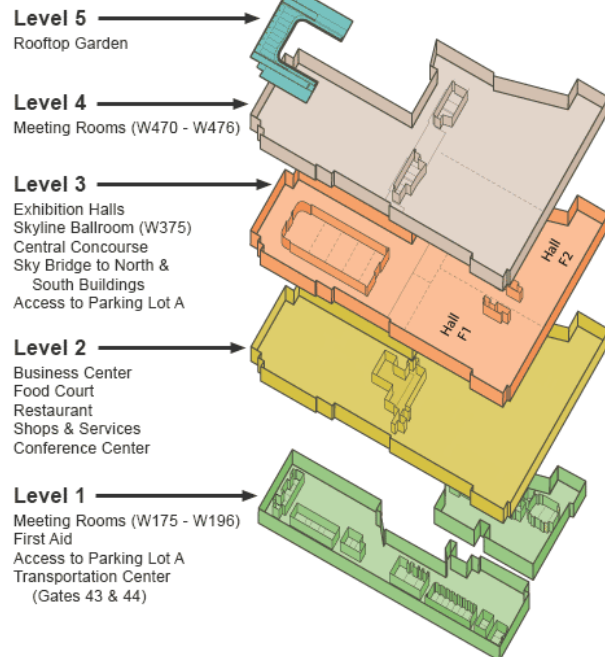 Level 5
Rooftop Garden
Level 4
Meeting Rooms (W470 - W476)
Level 3
Exhibition Halls
Skyline Ballroom (W375)
Central Concourse
Sky Bridge to North &
South Buildings
Access to Parking Lot A
Hall
F2
Hall
F1
Level 2
Business Center
Food Court
Restaurant
Shops & Services
Conference Center
Level 1
Meeting Rooms (W175 - W196)
First Aid
Access to Parking Lot A
Transportation Center
(Gates 43 & 44)